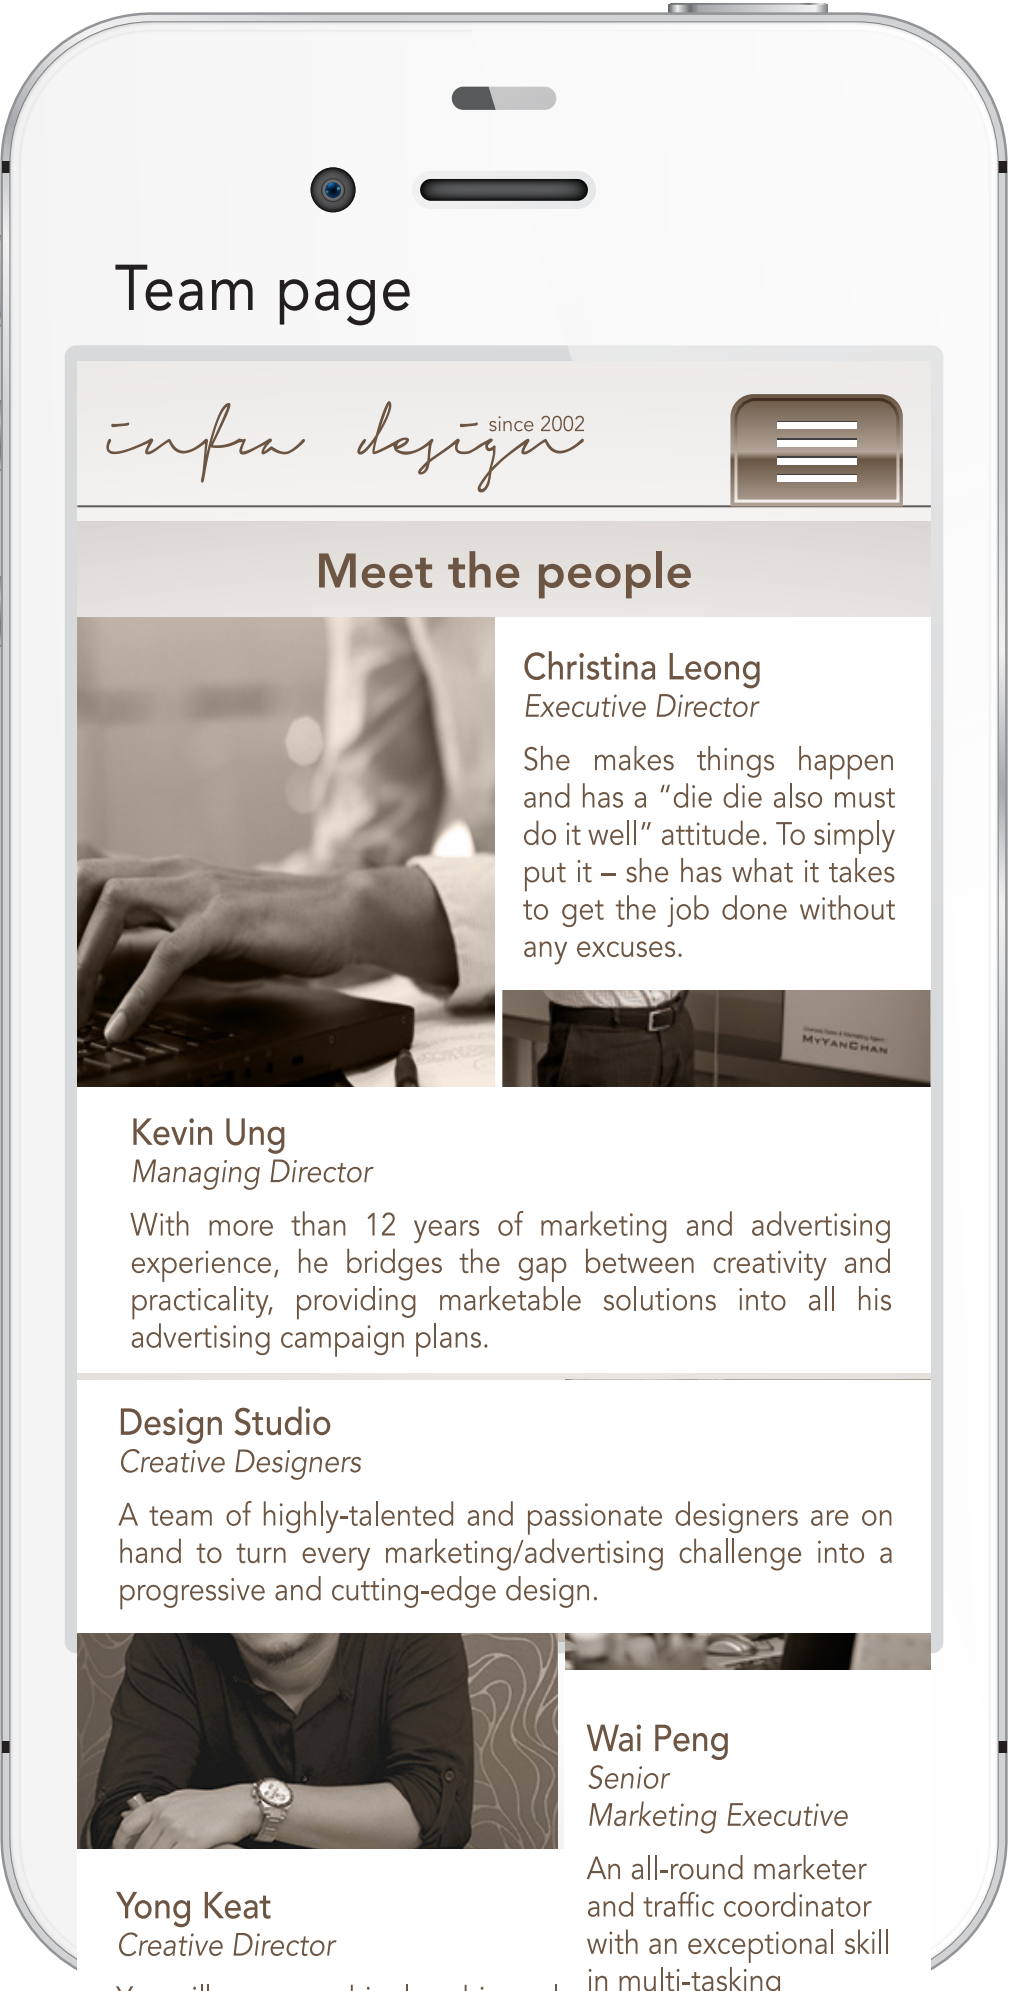 Team page
infra design
since 2002
Meet the people
Christina Leong
Executive Director
She makes things happen
and has a “die die also must
do it well” attitude. To simply
put it – she has what it takes
to get the job done without
any excuses.
Overseas Sales & Marketing Agent:
MYYANCHAN
Kevin Ung
Managing Director
With more than 12 years of marketing and advertising
experience, he bridges the gap between creativity and
practicality, providing marketable solutions into all his
advertising campaign plans.
Design Studio
Creative Designers
A team of highly-talented and passionate designers are on
hand to turn every marketing/advertising challenge into a
progressive and cutting-edge design.
Wai Peng
Senior
Marketing Executive
An all-round marketer
and traffic coordinator
with an exceptional skill
in multi-tasking
Yong Keat
Creative Director